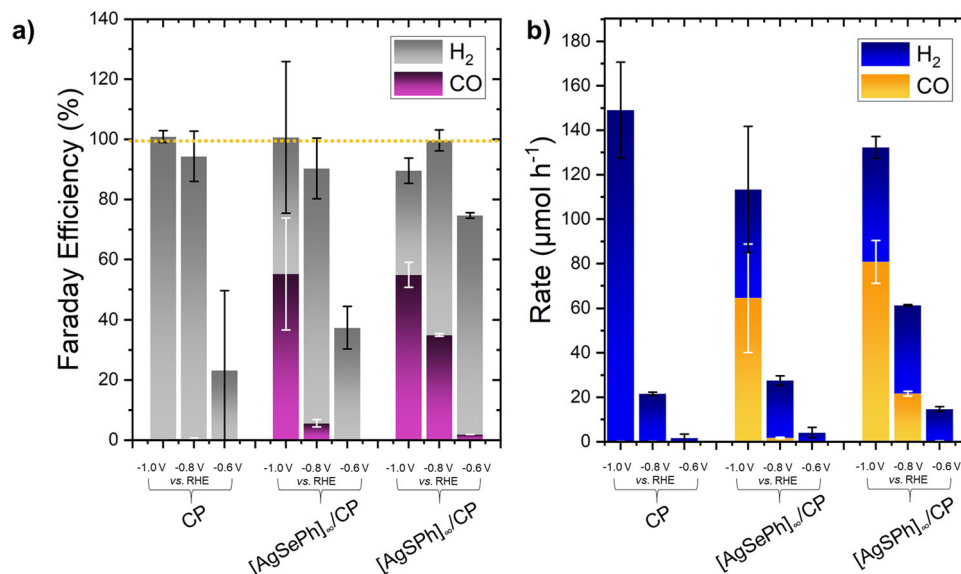 a)
Faraday Efficiency (%)
140
120
100
80
60
40
20
0
H₂
CO
-1.0 V -0.8 V -0.6 V
vs. RHE
CP
-1.0 V -0.8 V -0.6 V
vs. RHE
[AgSePh]∞/CP
-1.0 V -0.8 V -0.6 V
vs. RHE
[AgSPh]∞/CP
b)
Rate (µmol h⁻¹)
180
160
140
120
100
80
60
40
20
0
H₂
CO
-1.0 V -0.8 V -0.6 V
vs. RHE
CP
-1.0 V -0.8 V -0.6 V
vs. RHE
[AgSePh]∞/CP
-1.0 V -0.8 V -0.6 V
vs. RHE
[AgSPh]∞/CP